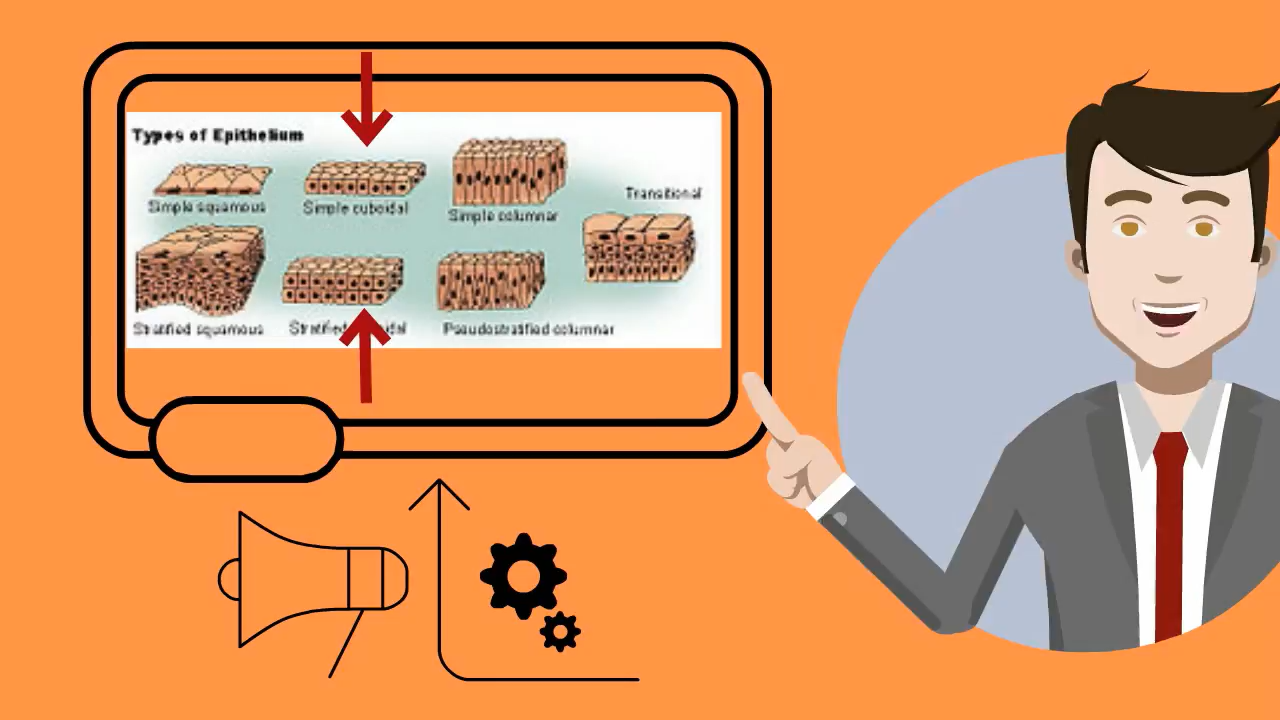 Types of Epithelium
Transitional
Simple squamous
Simple cuboidal
Simple columnar
Stratified squamous
Pseudostratified columnar